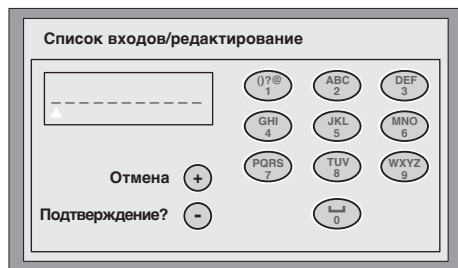 Список входов/редактирование
_ _ _ _ _ _ _ _ _ _
()?@ ABC DEF
1 2 3
GHI JKL MNO
4 5 6
PQRS TUV WXYZ
7 8 9
Отмена +
Подтверждение? -
0